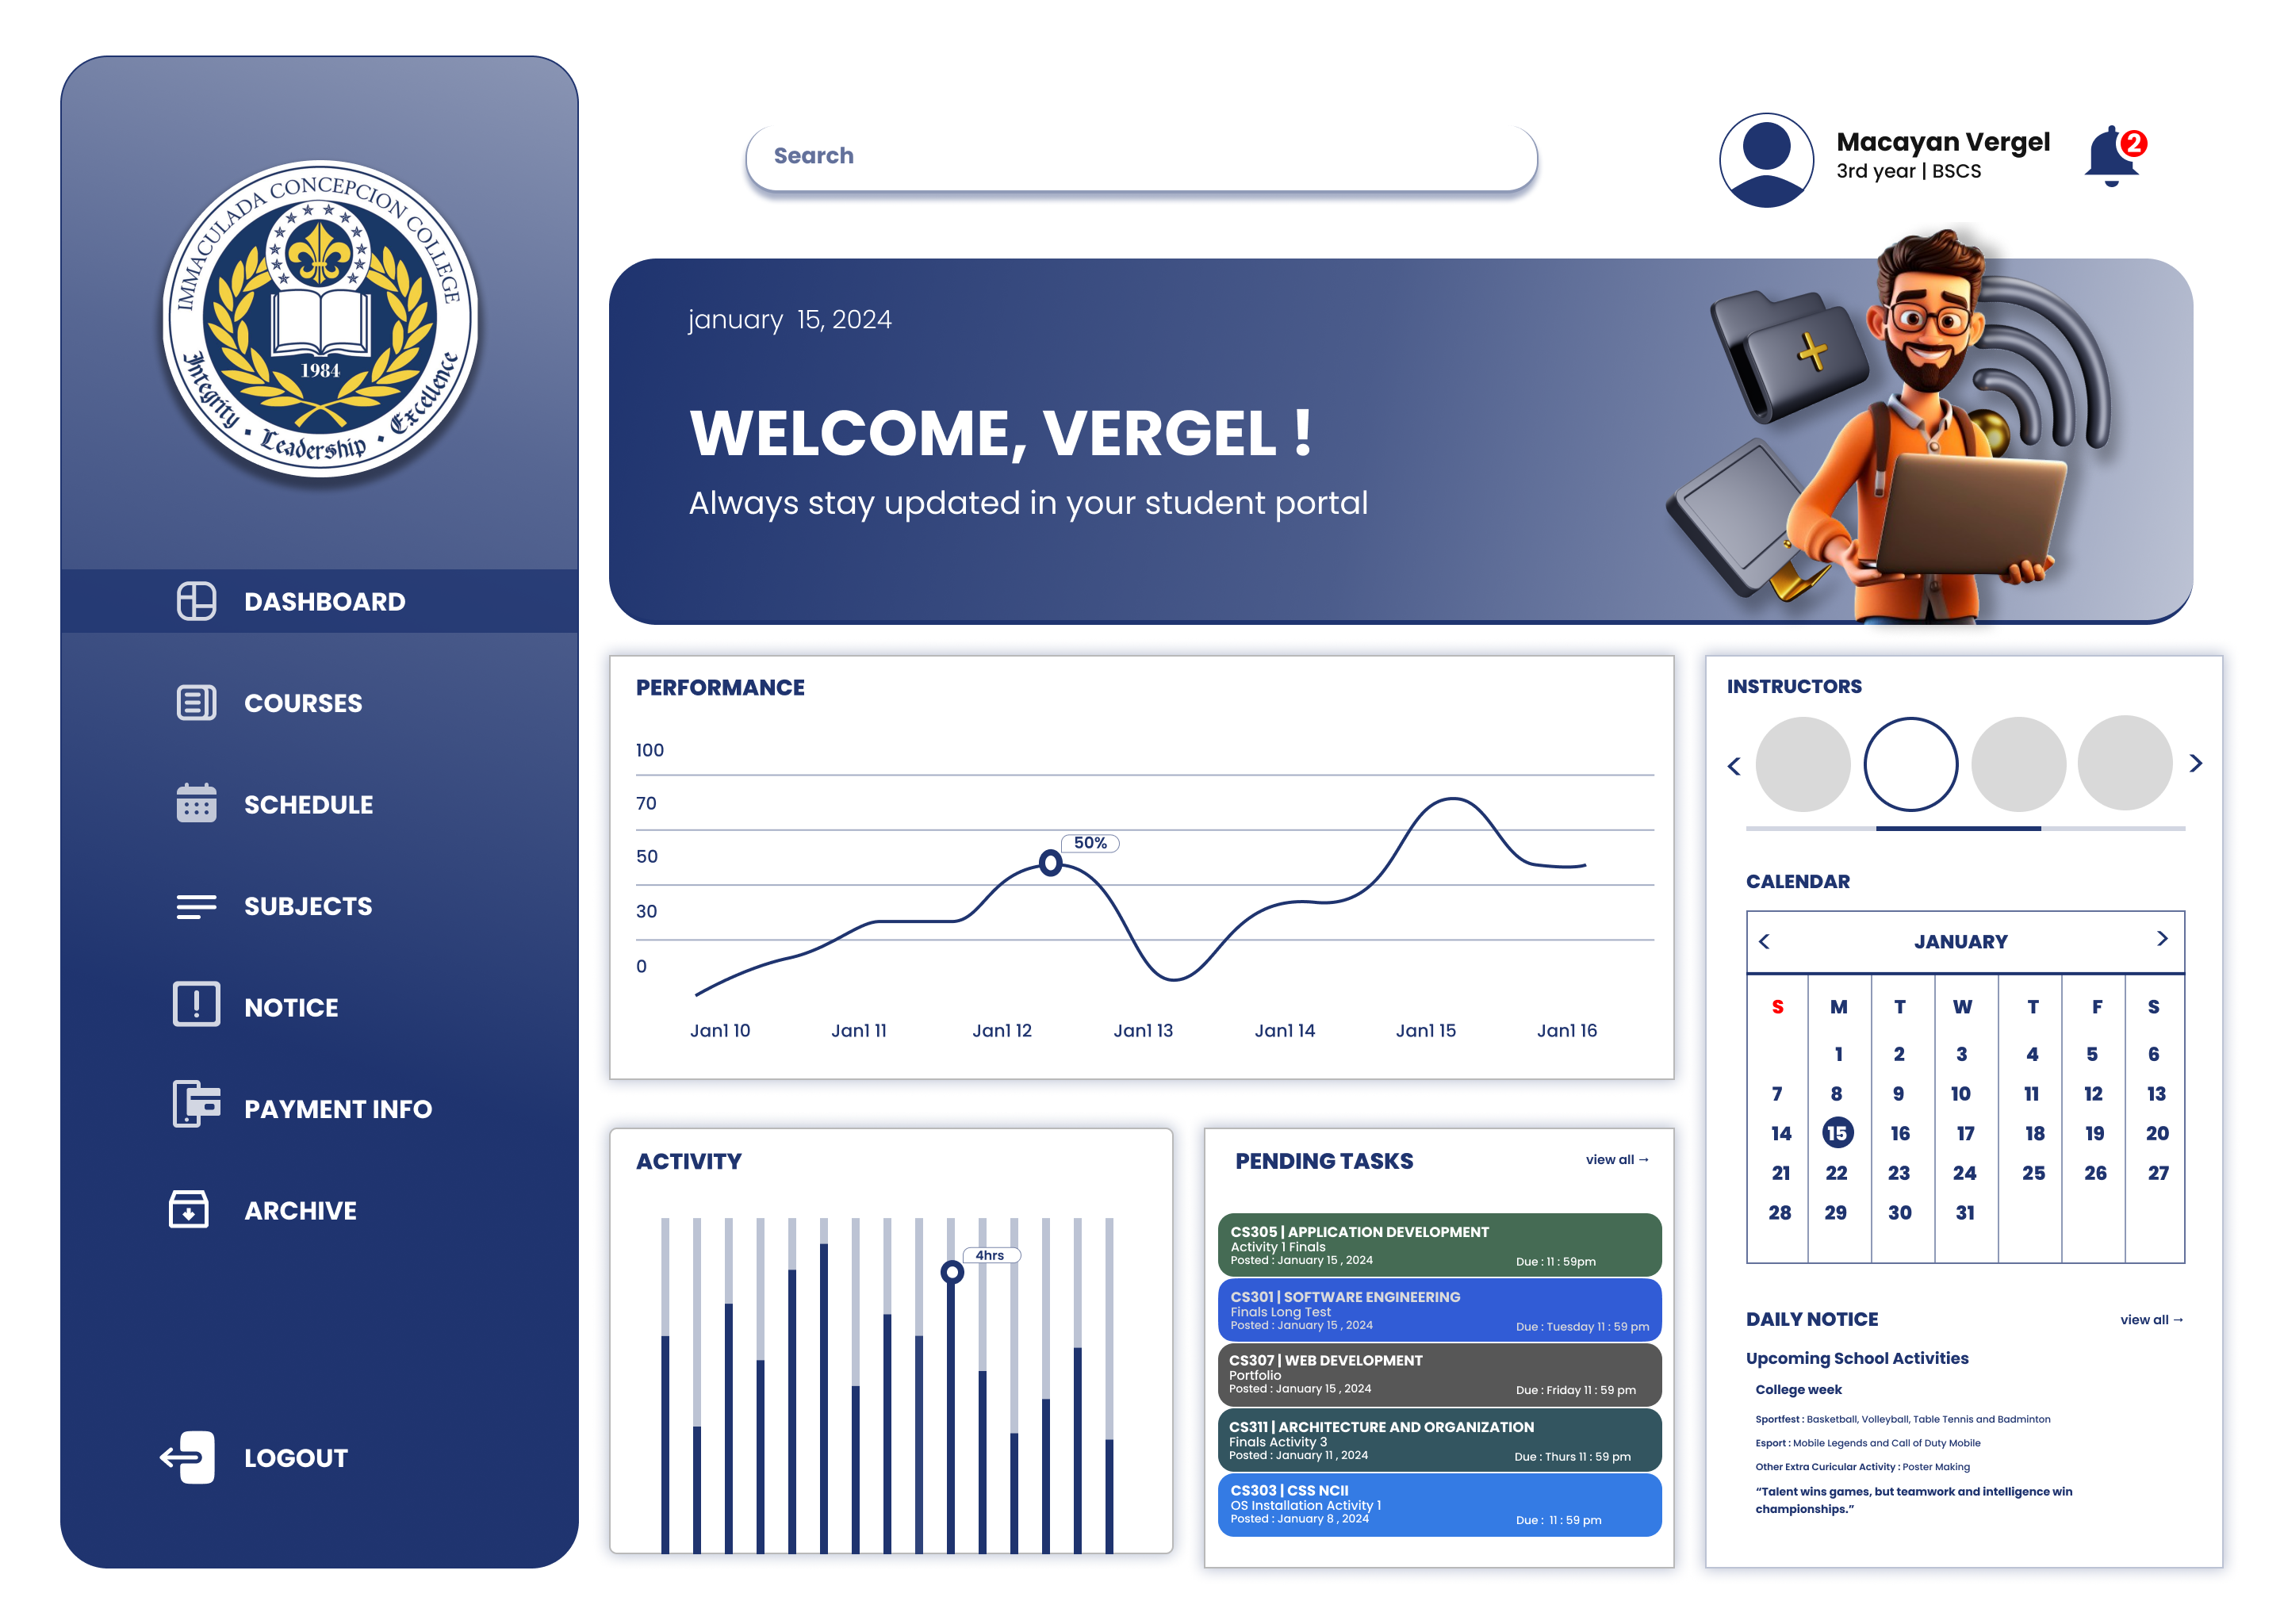 IMMACULADA CONCEPCION COLLEGE
1984
Integrity • Leadership • Excellence
DASHBOARD
COURSES
SCHEDULE
SUBJECTS
NOTICE
PAYMENT INFO
ARCHIVE
LOGOUT
Search
Macayan Vergel
3rd year | BSCS
2
january 15, 2024
WELCOME, VERGEL !
Always stay updated in your student portal
PERFORMANCE
100
70
50%
50
30
0
Jan1 10 Jan1 11 Jan1 12 Jan1 13 Jan1 14 Jan1 15 Jan1 16
ACTIVITY
4hrs
PENDING TASKS view all →
CS305 | APPLICATION DEVELOPMENT
Activity 1 Finals
Posted : January 15 , 2024 Due : 11 : 59pm
CS301 | SOFTWARE ENGINEERING
Finals Long Test
Posted : January 15 , 2024 Due : Tuesday 11 : 59 pm
CS307 | WEB DEVELOPMENT
Portfolio
Posted : January 15 , 2024 Due : Friday 11 : 59 pm
CS311 | ARCHITECTURE AND ORGANIZATION
Finals Activity 3
Posted : January 11 , 2024 Due : Thurs 11 : 59 pm
CS303 | CSS NCII
OS Installation Activity 1
Posted : January 8 , 2024 Due : 11 : 59 pm
INSTRUCTORS
< >
CALENDAR
< JANUARY >
S M T W T F S
1 2 3 4 5 6
7 8 9 10 11 12 13
14 15 16 17 18 19 20
21 22 23 24 25 26 27
28 29 30 31
DAILY NOTICE view all →
Upcoming School Activities
College week
Sportfest : Basketball, Volleyball, Table Tennis and Badminton
Esport : Mobile Legends and Call of Duty Mobile
Other Extra Curicular Activity : Poster Making
“Talent wins games, but teamwork and intelligence win
championships.”